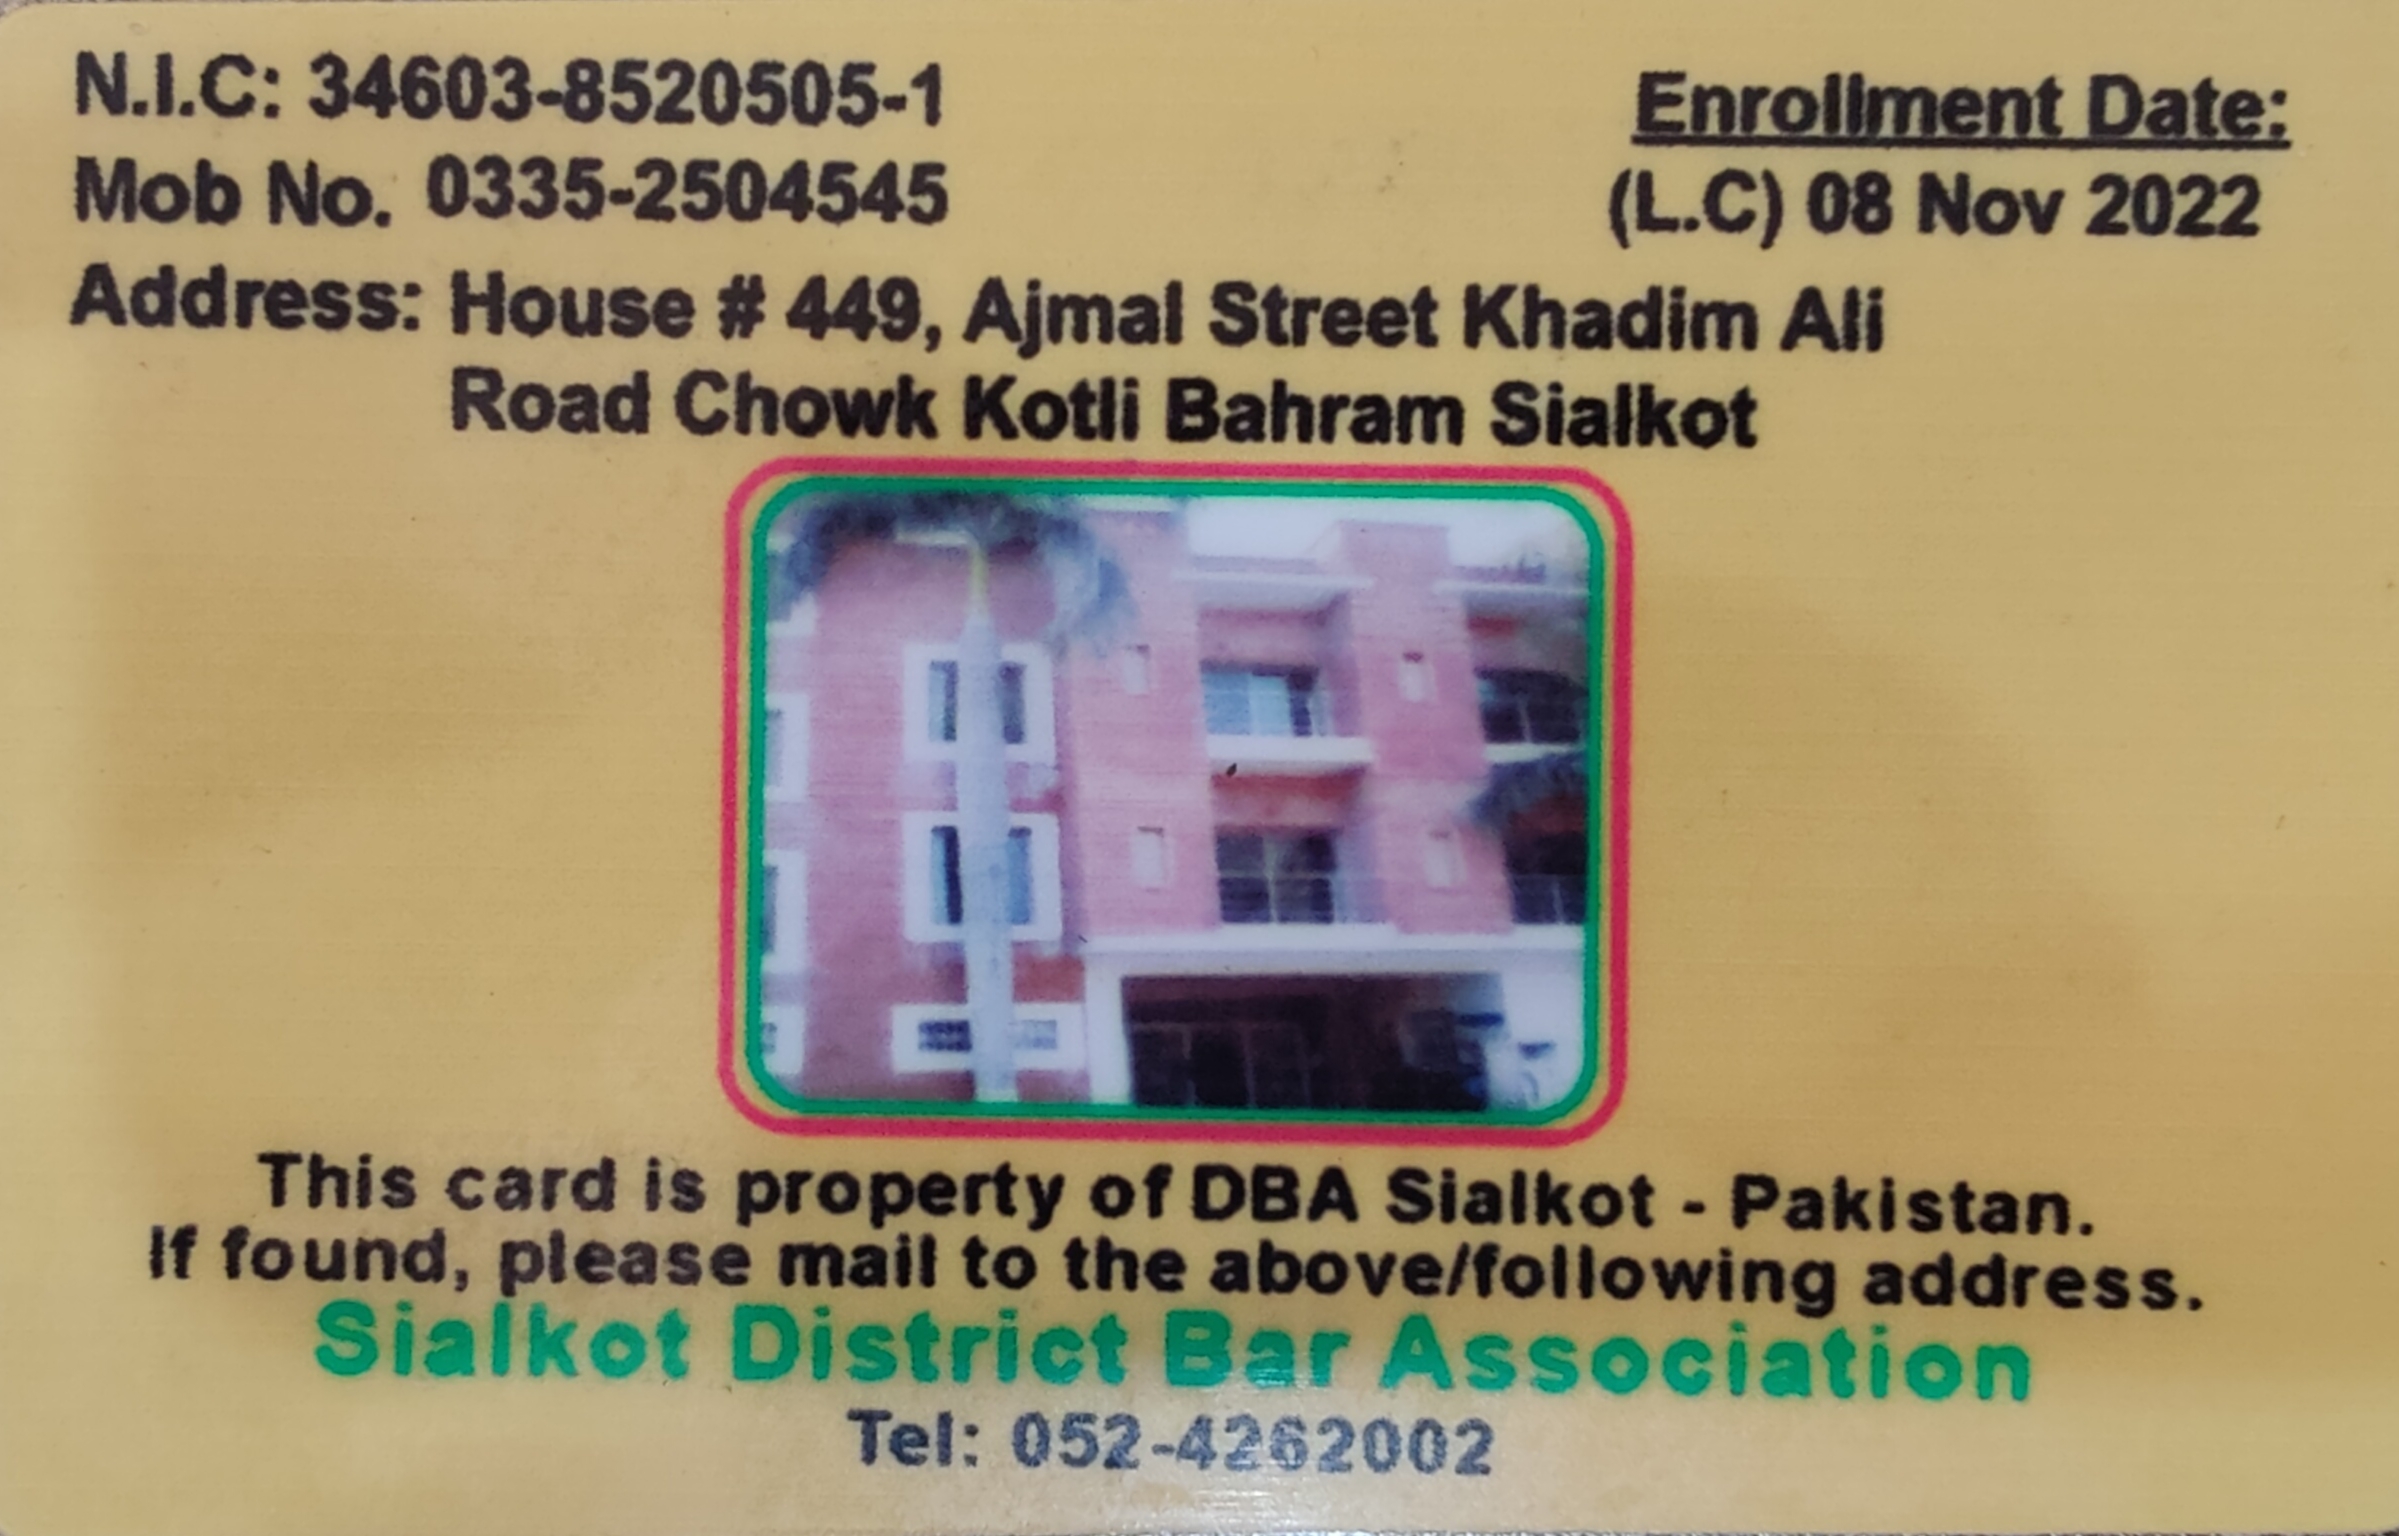 N.I.C: 34603-8520505-1
Enrollment Date:
Mob No. 0335-2504545
(L.C) 08 Nov 2022
Address: House # 449, Ajmal Street Khadim Ali
Road Chowk Kotli Bahram Sialkot
This card is property of DBA Sialkot - Pakistan.
If found, please mail to the above/following address.
Sialkot District Bar Association
Tel: 052-4262002